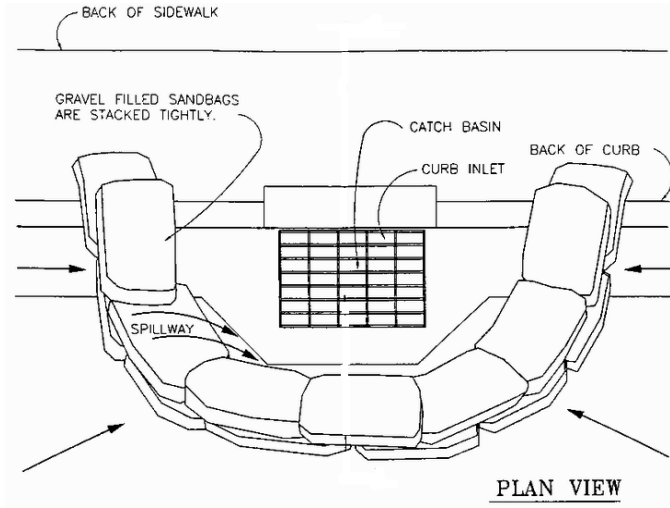 BACK OF SIDEWALK
GRAVEL FILLED SANDBAGS
ARE STACKED TIGHTLY.
CATCH BASIN
BACK OF CURB
CURB INLET
SPILLWAY
PLAN VIEW